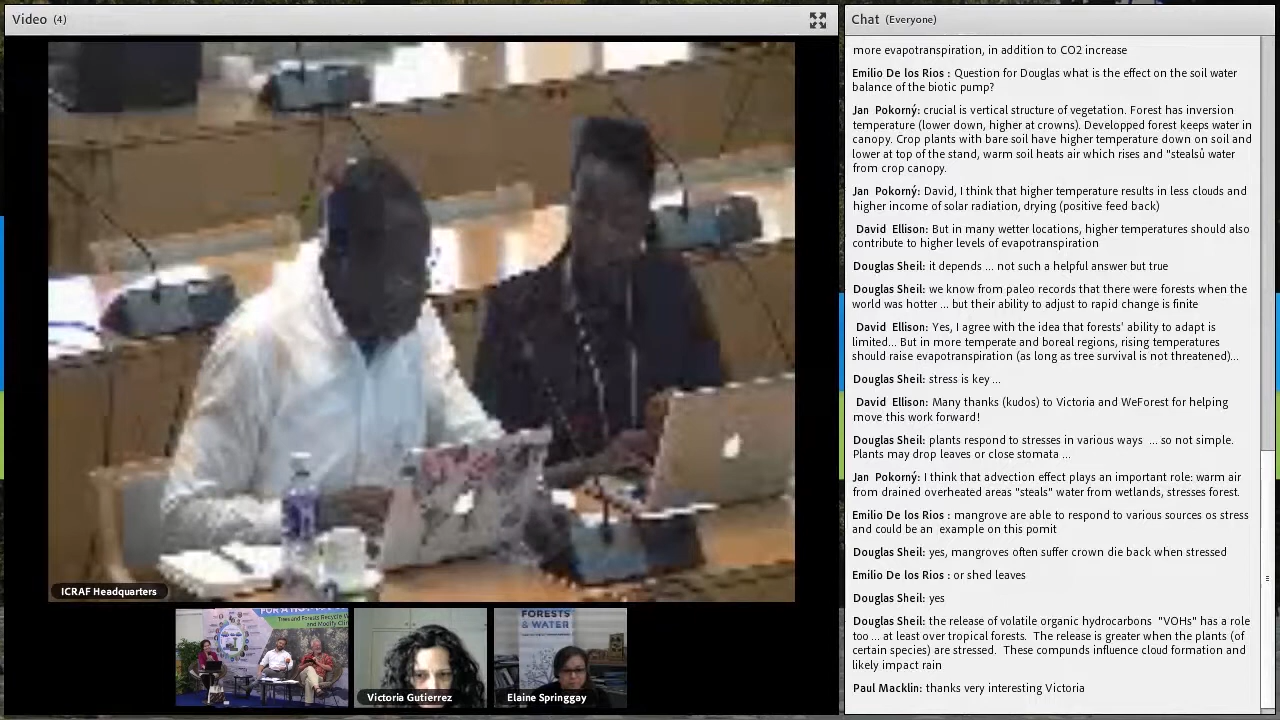 Video (4)
ICRAF Headquarters
Trees and Forests Recycle
and Modify
Victoria Gutierrez
FORESTS
& WATER
Elaine Springgay
Chat (Everyone)
more evapotranspiration, in addition to CO2 increase
Emilio De los Rios : Question for Douglas what is the effect on the soil water
balance of the biotic pump?
Jan Pokorný: crucial is vertical structure of vegetation. Forest has inversion
temperature (lower down, higher at crowns). Developped forest keeps water in
canopy. Crop plants with bare soil have higher temperature down on soil and
lower at top of the stand, warm soil heats air which rises and "stealsů water
from crop canopy.
Jan Pokorný: David, I think that higher temperature results in less clouds and
higher income of solar radiation, drying (positive feed back)
David Ellison: But in many wetter locations, higher temperatures should also
contribute to higher levels of evapotranspiration
Douglas Sheil: it depends ... not such a helpful answer but true
Douglas Sheil: we know from paleo records that there were forests when the
world was hotter ... but their ability to adjust to rapid change is finite
David Ellison: Yes, I agree with the idea that forests' ability to adapt is
limited... But in more temperate and boreal regions, rising temperatures
should raise evapotranspiration (as long as tree survival is not threatened)...
Douglas Sheil: stress is key ...
David Ellison: Many thanks (kudos) to Victoria and WeForest for helping
move this work forward!
Douglas Sheil: plants respond to stresses in various ways ... so not simple.
Plants may drop leaves or close stomata ...
Jan Pokorný: I think that advection effect plays an important role: warm air
from drained overheated areas "steals" water from wetlands, stresses forest.
Emilio De los Rios : mangrove are able to respond to various sources os stress
and could be an example on this pomit
Douglas Sheil: yes, mangroves often suffer crown die back when stressed
Emilio De los Rios : or shed leaves
Douglas Sheil: yes
Douglas Sheil: the release of volatile organic hydrocarbons "VOHs" has a role
too ... at least over tropical forests. The release is greater when the plants (of
certain species) are stressed. These compunds influence cloud formation and
likely impact rain
Paul Macklin: thanks very interesting Victoria